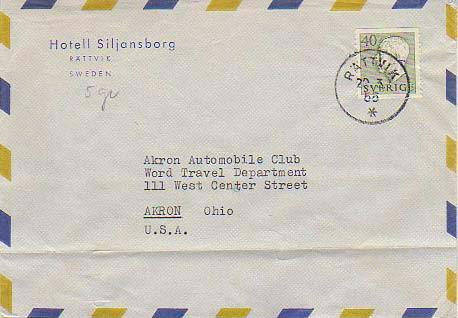 Hotell Siljansborg
RÄTTVIK
SWEDEN
5 gr
40
SVERIGE
RÄTTVIK
Akron Automobile Club
Word Travel Department
111 West Center Street
AKRON Ohio
U.S.A.